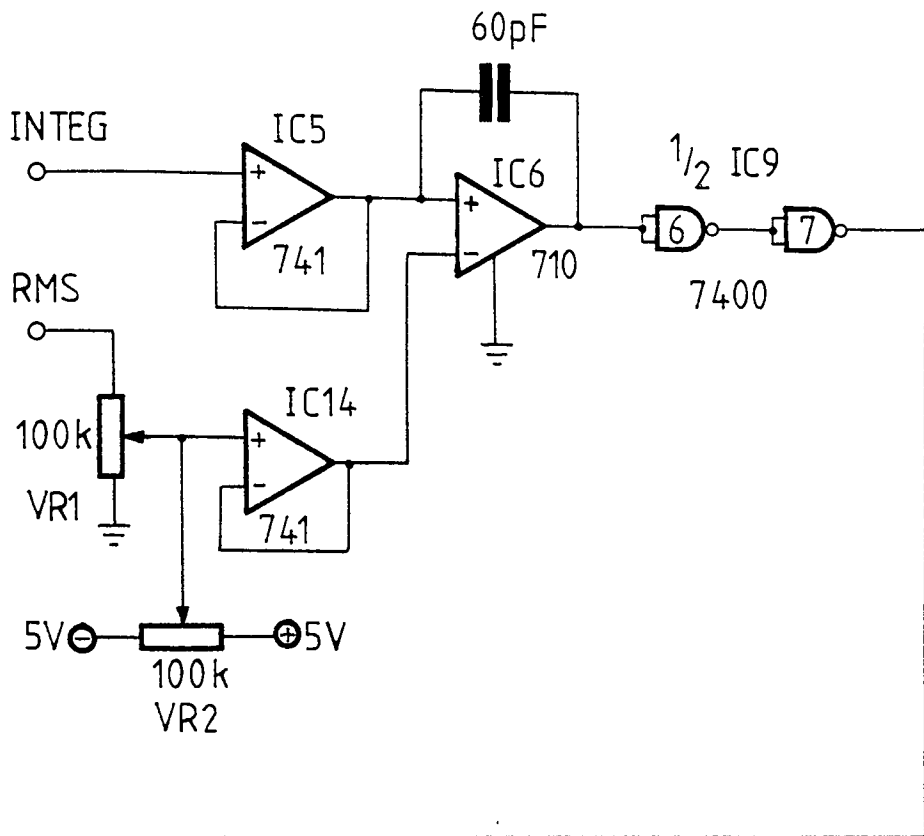 60pF
INTEG
IC5
+
-
741
IC6
+
-
710
1/2 IC9
6
7
7400
RMS
100k
VR1
IC14
+
-
741
5V -
+ 5V
100k
VR2